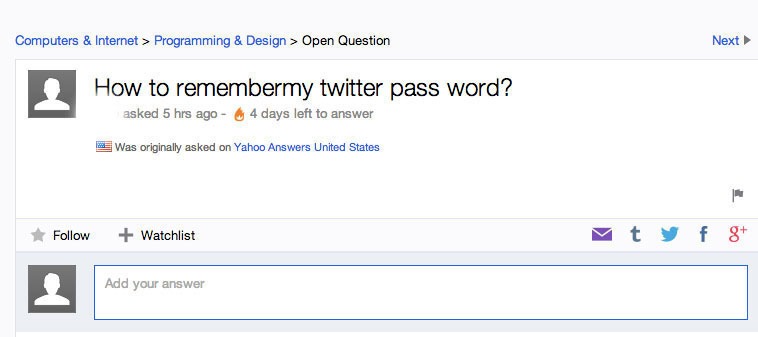 Computers & Internet > Programming & Design > Open Question
Next
How to remembermy twitter pass word?
asked 5 hrs ago - 4 days left to answer
Was originally asked on Yahoo Answers United States
Follow
Watchlist
t
f
g+
Add your answer